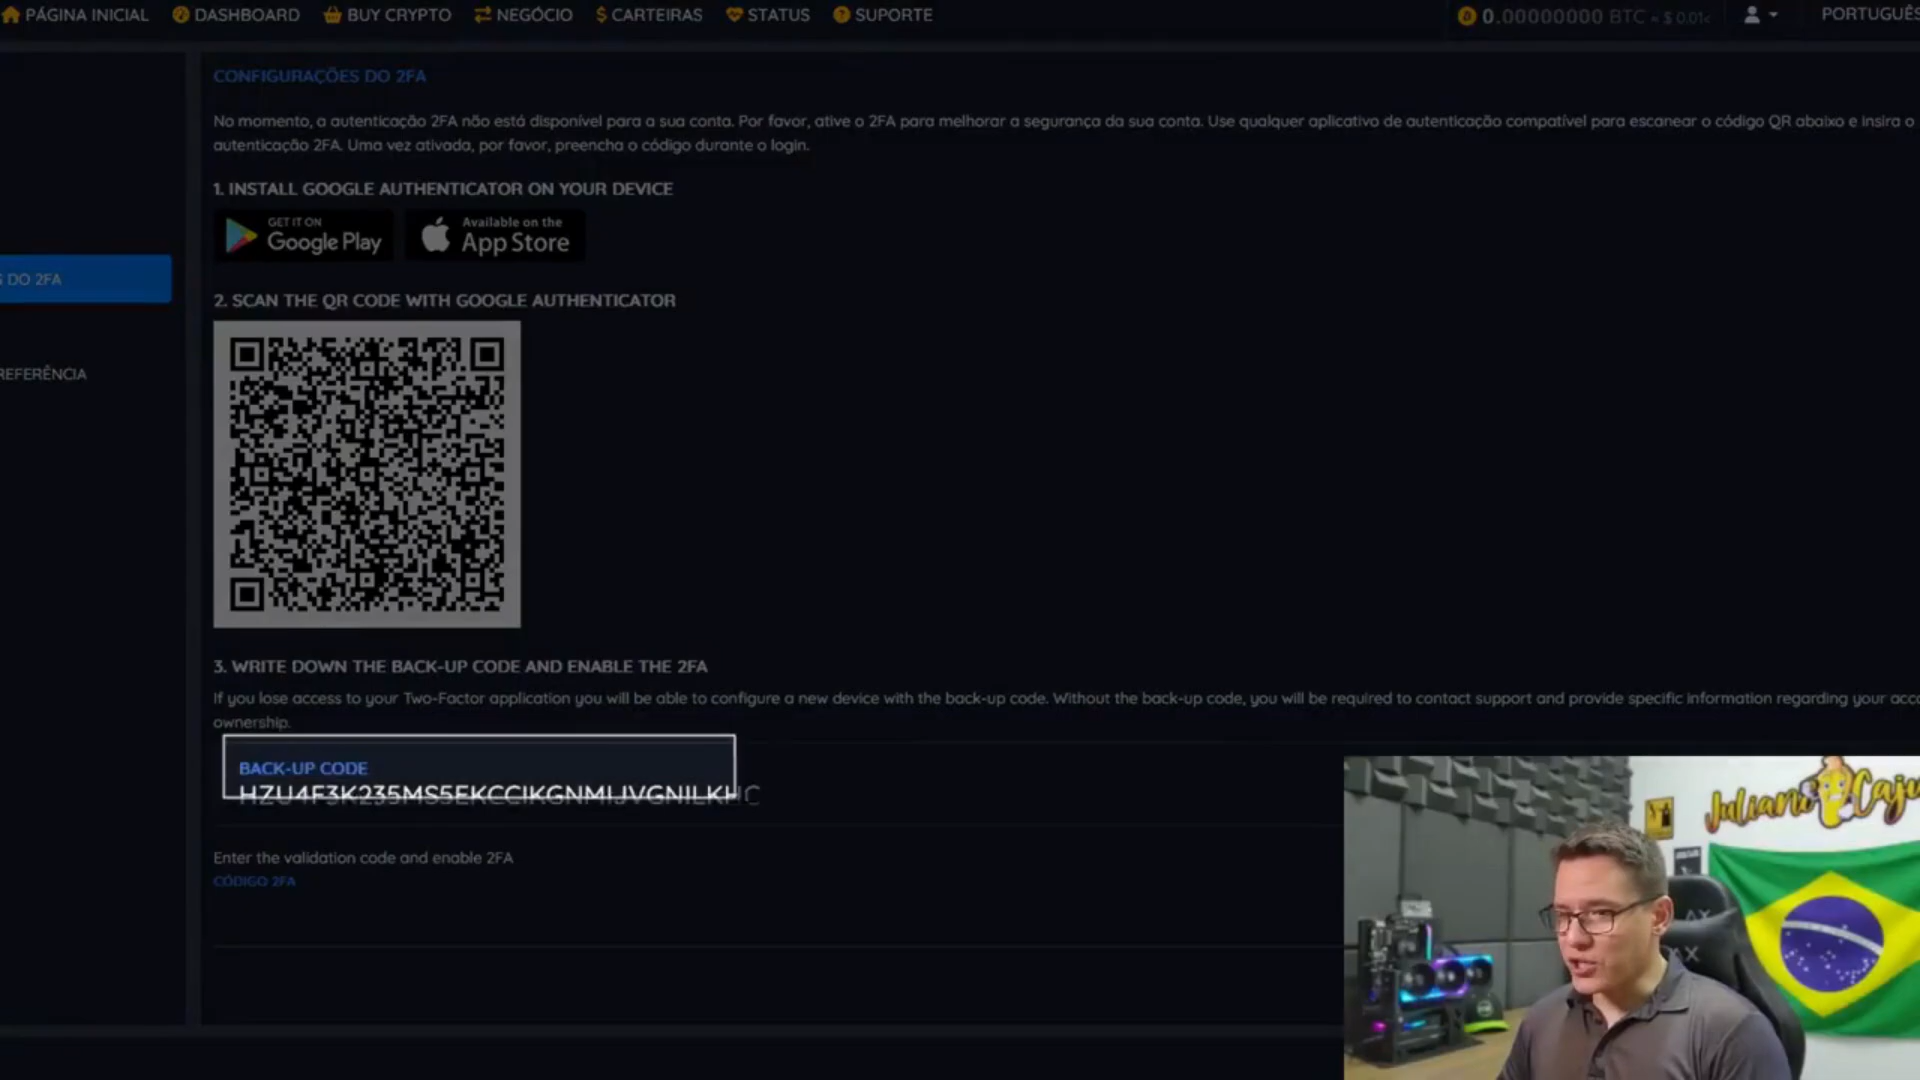 PÁGINA INICIAL DASHBOARD BUY CRYPTO NEGÓCIO CARTEIRAS STATUS SUPORTE 0.00000000 BTC ≈ $ 0.01 PORTUGUÊS
CONFIGURAÇÕES DO 2FA
No momento, a autenticação 2FA não está disponível para a sua conta. Por favor, ative o 2FA para melhorar a segurança da sua conta. Use qualquer aplicativo de autenticação compatível para escanear o código QR abaixo e insira o
autenticação 2FA. Uma vez ativada, por favor, preencha o código durante o login.
1. INSTALL GOOGLE AUTHENTICATOR ON YOUR DEVICE
GET IT ON
Google Play
Available on the
App Store
DO 2FA
2. SCAN THE QR CODE WITH GOOGLE AUTHENTICATOR
REFERÊNCIA
3. WRITE DOWN THE BACK-UP CODE AND ENABLE THE 2FA
If you lose access to your Two-Factor application you will be able to configure a new device with the back-up code. Without the back-up code, you will be required to contact support and provide specific information regarding your acco
ownership.
BACK-UP CODE
Enter the validation code and enable 2FA
CÓDIGO 2FA
Juliano Caju
AX